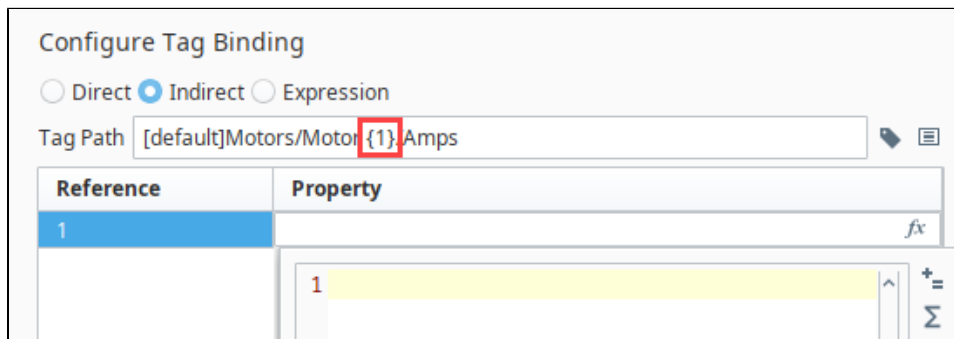 Configure Tag Binding
Direct Indirect Expression
Tag Path [default]Motors/Motor {1}/Amps
Reference Property
1 fx
1 +=
Σ